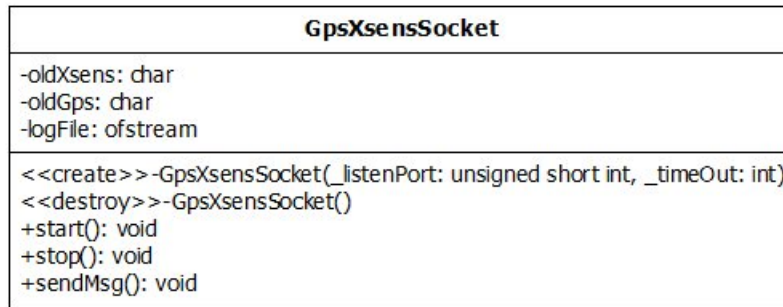 GpsXsensSocket
-oldXsens: char
-oldGps: char
-logFile: ofstream
<<create>>-GpsXsensSocket(_listenPort: unsigned short int, _timeOut: int)
<<destroy>>-GpsXsensSocket()
+start(): void
+stop(): void
+sendMsg(): void